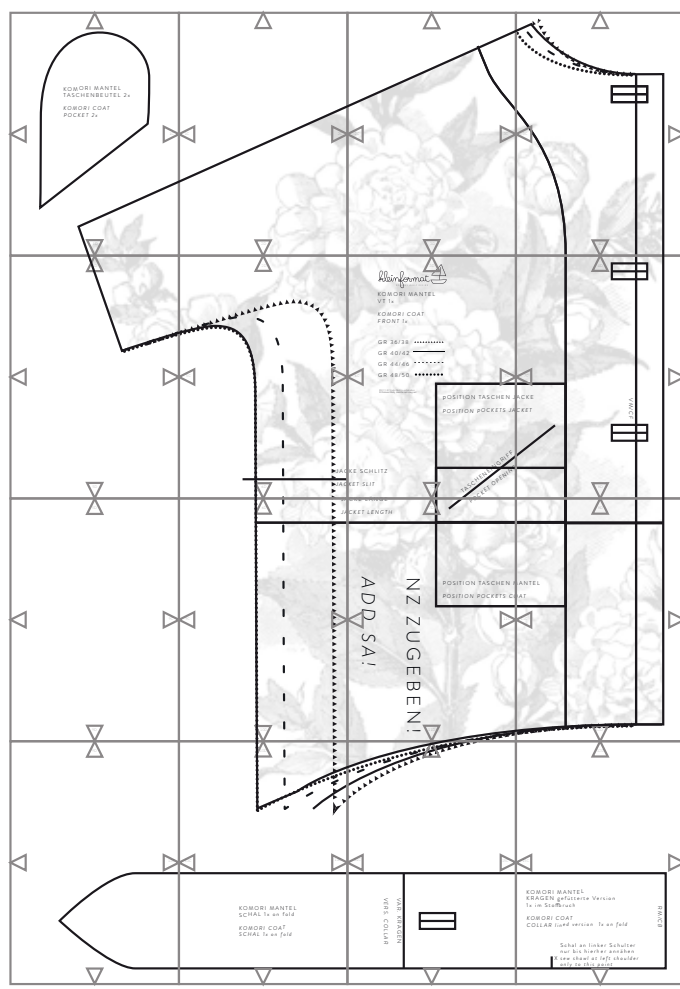 KOMORI MANTEL
TASCHENBEUTEL 2x
KOMORI COAT
POCKET 2x
kleinformat
KOMORI MANTEL
VT 1x
KOMORI COAT
FRONT 1x
GR 36/38
GR 40/42
GR 44/46
GR 48/50
VM/CF
POSITION TASCHEN JACKE
POSITION POCKETS JACKET
TASCHENEINGRIFF
POCKET OPENING
JACKE SCHLITZ
JACKET SLIT
JACKET LENGTH
POSITION TASCHEN MANTEL
POSITION POCKETS COAT
NZ ZUGEBEN!
ADD SA!
KOMORI MANTEL
SCHAL 1x on fold
KOMORI COAT
SCHAL 1x on fold
VAR. KRAGEN
VERS. COLLAR
KOMORI MANTEL
KRAGEN gefütterte Version
1x im Stoffbruch
KOMORI COAT
COLLAR lined version 1x on fold
Schal an linker Schulter
nur bis hierher annähen
sew shawl at left shoulder
only to this point